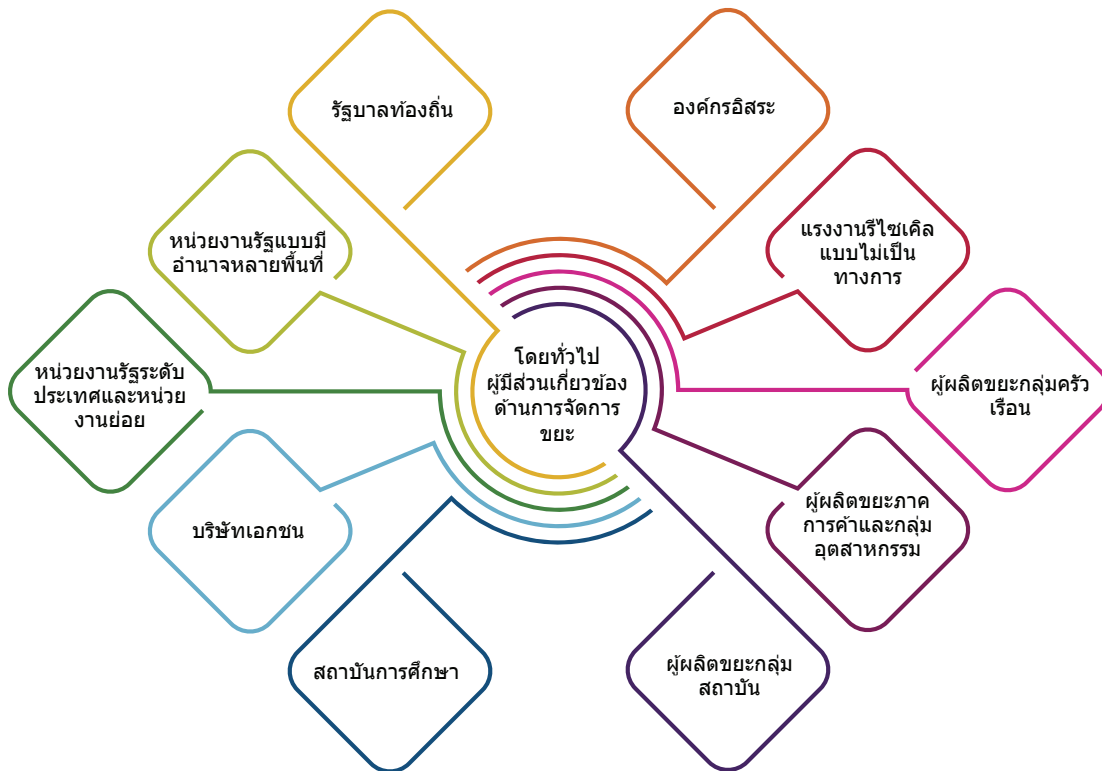 รัฐบาลท้องถิ่น
องค์กรอิสระ
หน่วยงานรัฐแบบมี
อำนาจหลายพื้นที่
แรงงานรีไซเคิล
แบบไม่เป็น
ทางการ
หน่วยงานรัฐระดับ
ประเทศและหน่วย
งานย่อย
โดยทั่วไป
ผู้มีส่วนเกี่ยวข้อง
ด้านการจัดการ
ขยะ
ผู้ผลิตขยะกลุ่มครัว
เรือน
บริษัทเอกชน
ผู้ผลิตขยะภาค
การค้าและกลุ่ม
อุตสาหกรรม
สถาบันการศึกษา
ผู้ผลิตขยะกลุ่ม
สถาบัน